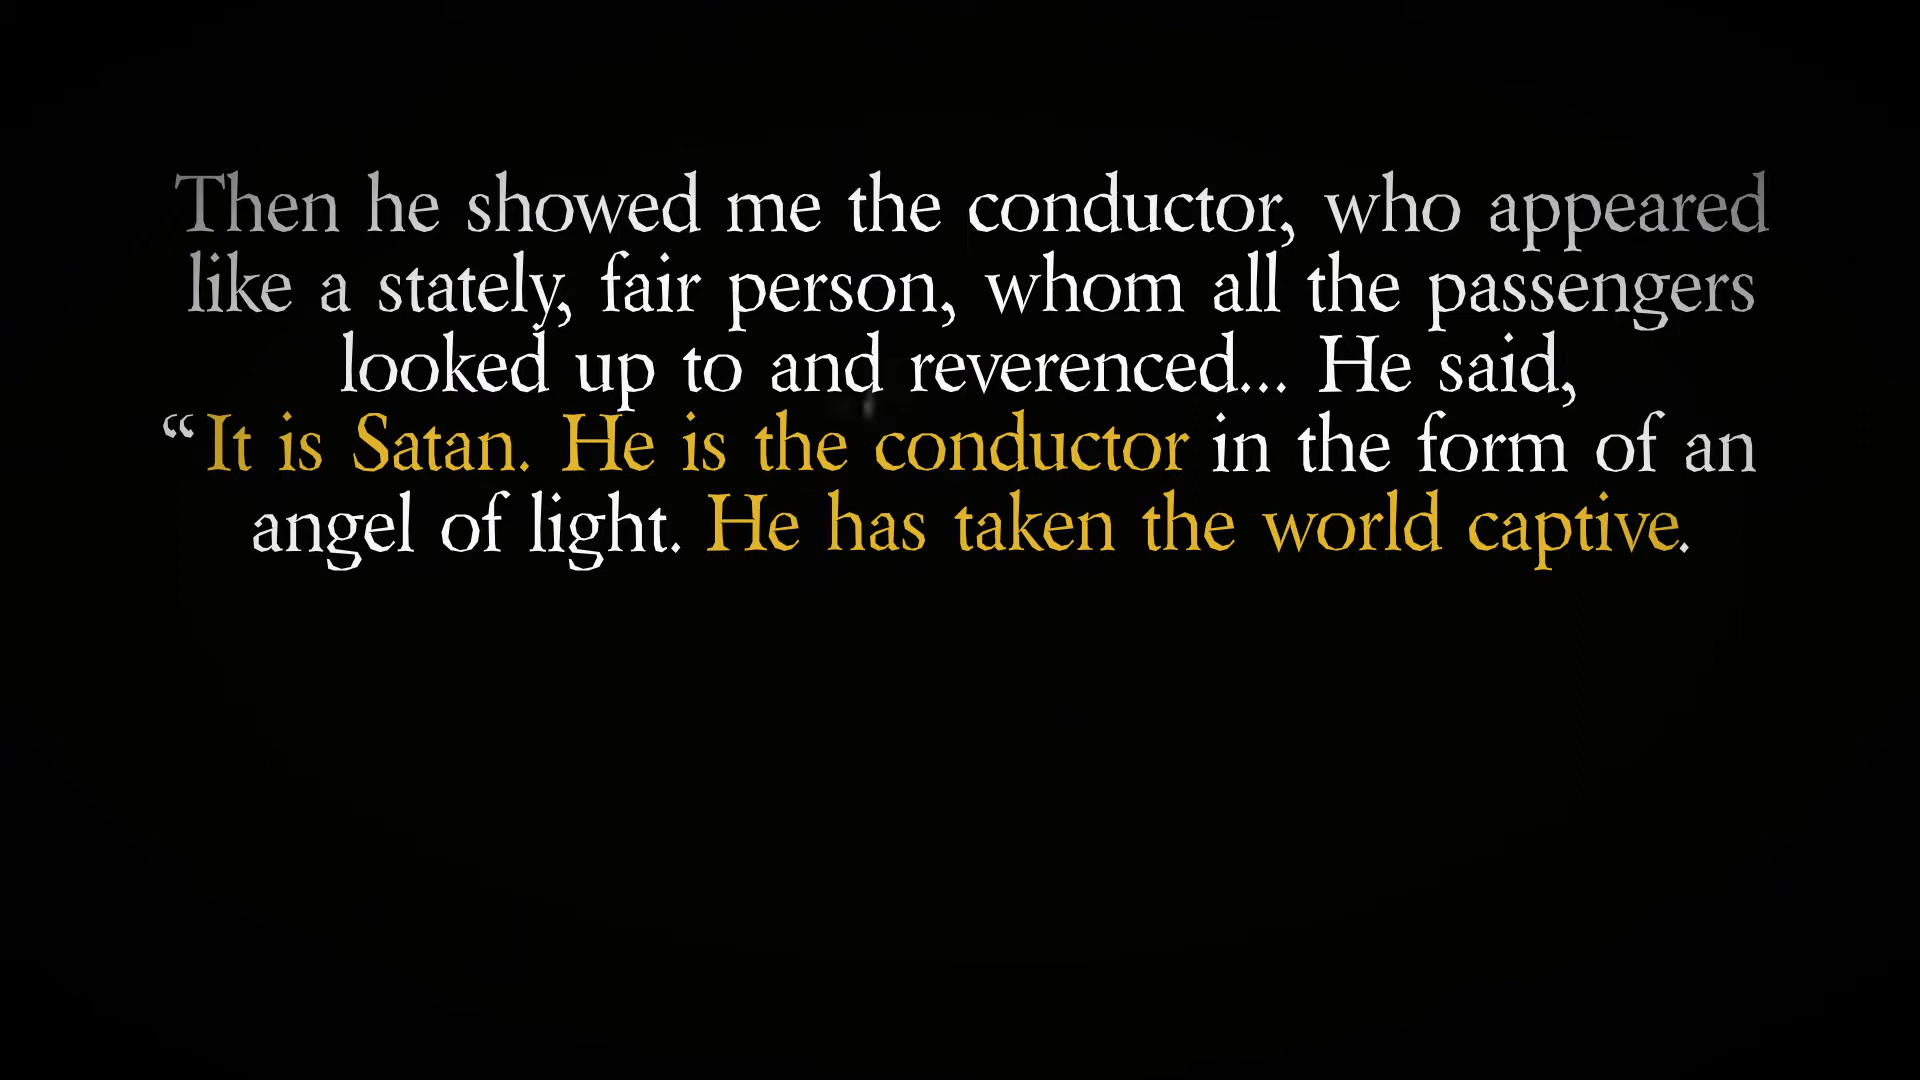 Then he showed me the conductor, who appeared
like a stately, fair person, whom all the passengers
looked up to and reverenced... He said,
“It is Satan. He is the conductor in the form of an
angel of light. He has taken the world captive.